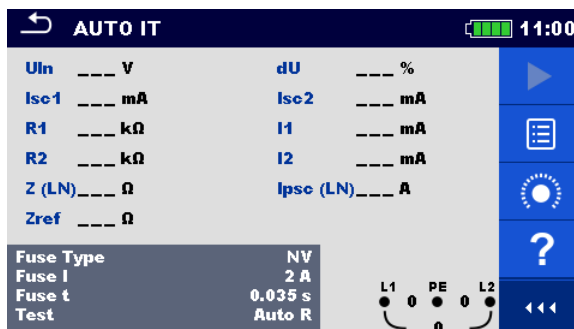 AUTO IT 11:00
Uln ___ V dU ___ %
Isc1 ___ mA Isc2 ___ mA
R1 ___ kΩ I1 ___ mA
R2 ___ kΩ I2 ___ mA
Z (LN)___ Ω Ipsc (LN)___ A
Zref ___ Ω
Fuse Type NV
Fuse I 2 A
Fuse t 0.035 s
Test Auto R
L1 PE L2
0 0
0
?